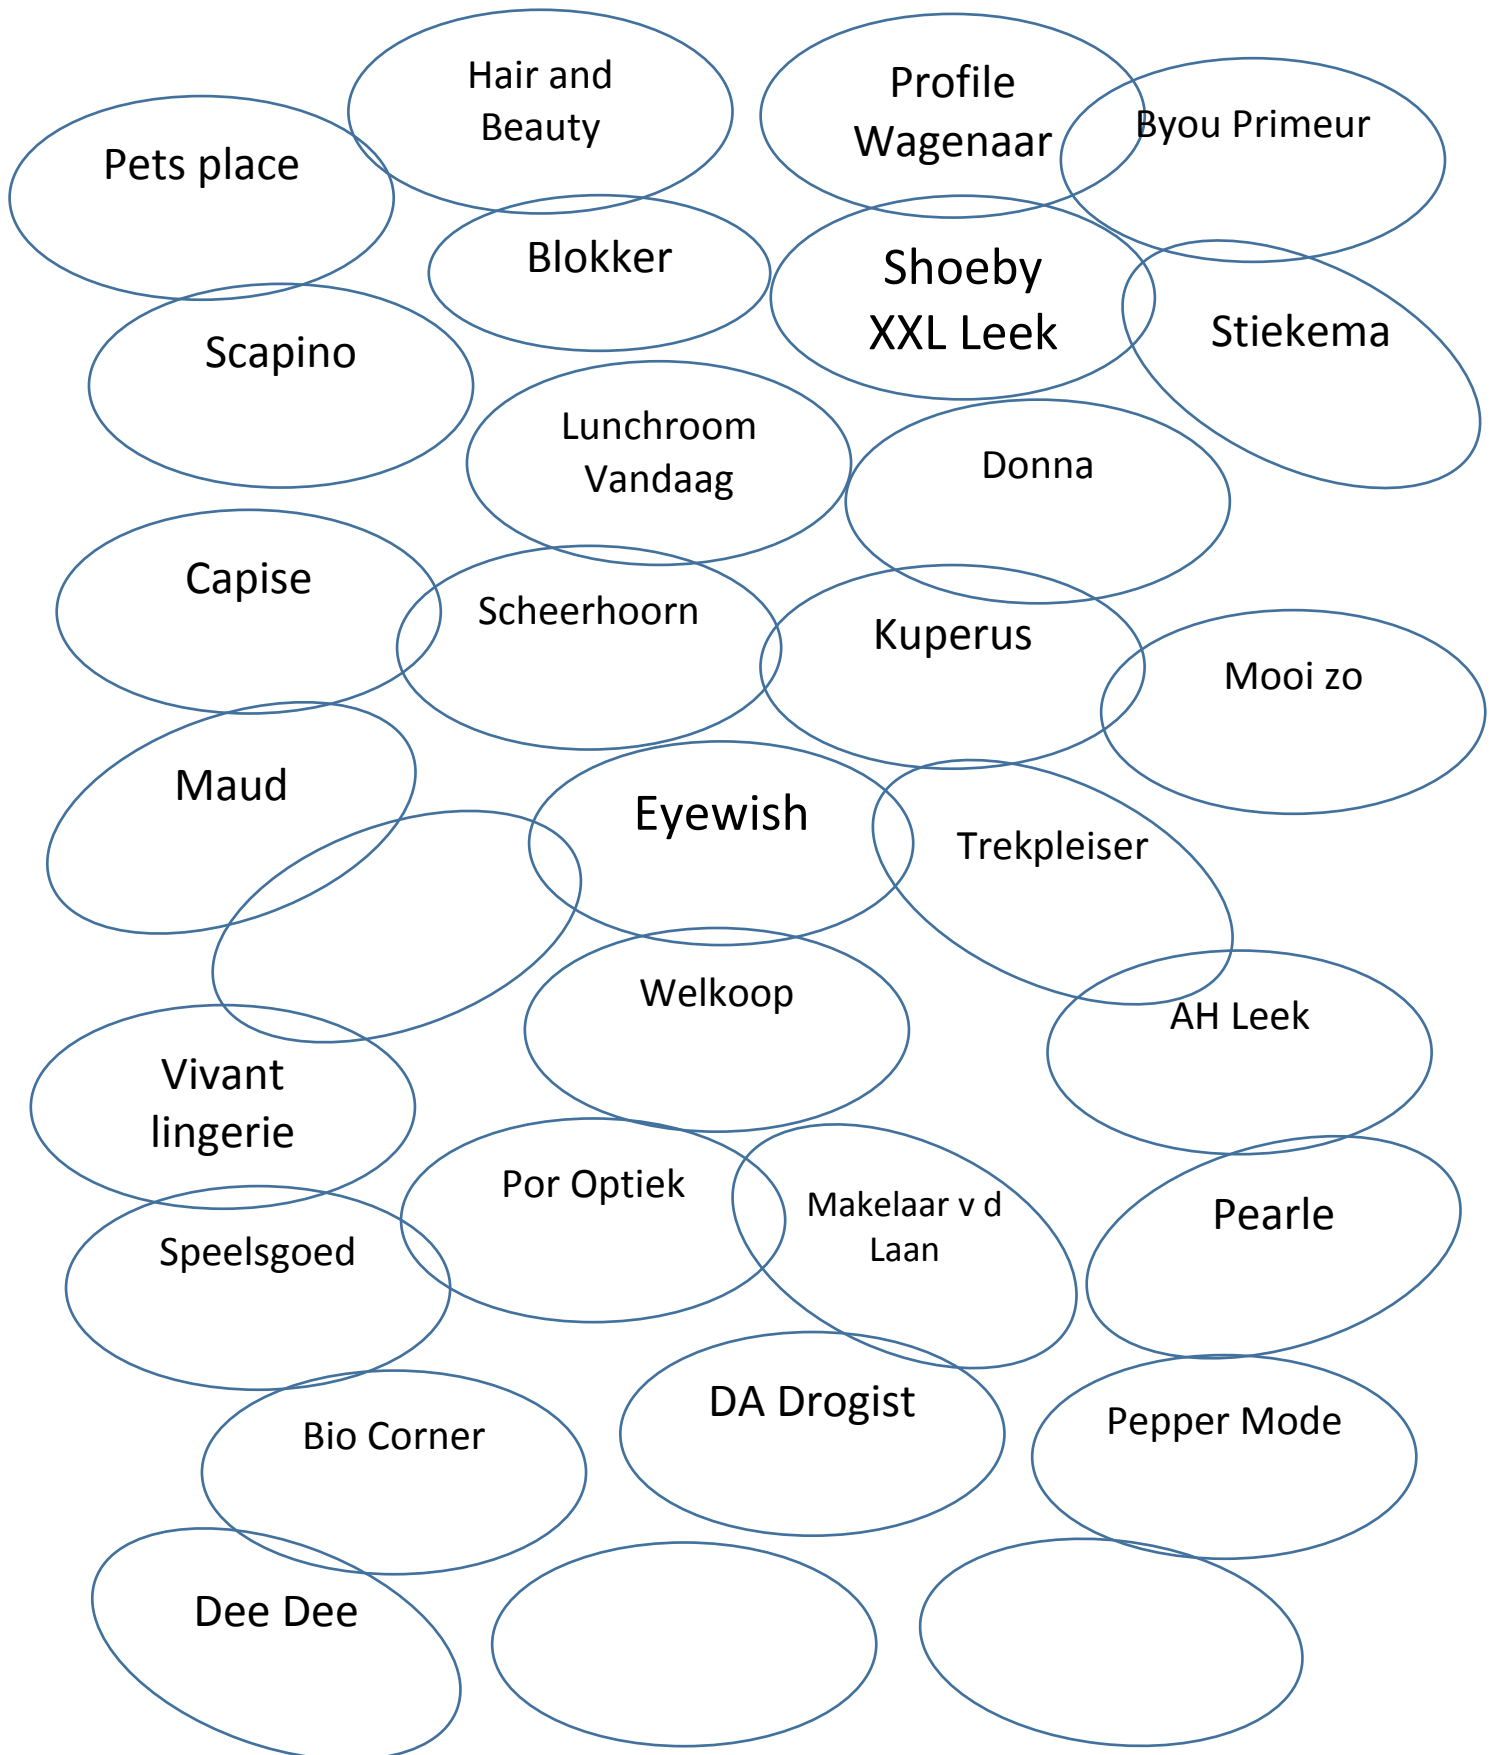 Hair and
Beauty
Profile
Wagenaar
Byou Primeur
Pets place
Blokker
Shoeby
XXL Leek
Stiekema
Scapino
Lunchroom
Vandaag
Donna
Capise
Scheerhoorn
Kuperus
Mooi zo
Maud
Eyewish
Trekpleiser
Welkoop
AH Leek
Vivant
lingerie
Por Optiek
Makelaar v d
Laan
Pearle
Speelsgoed
DA Drogist
Pepper Mode
Bio Corner
Dee Dee